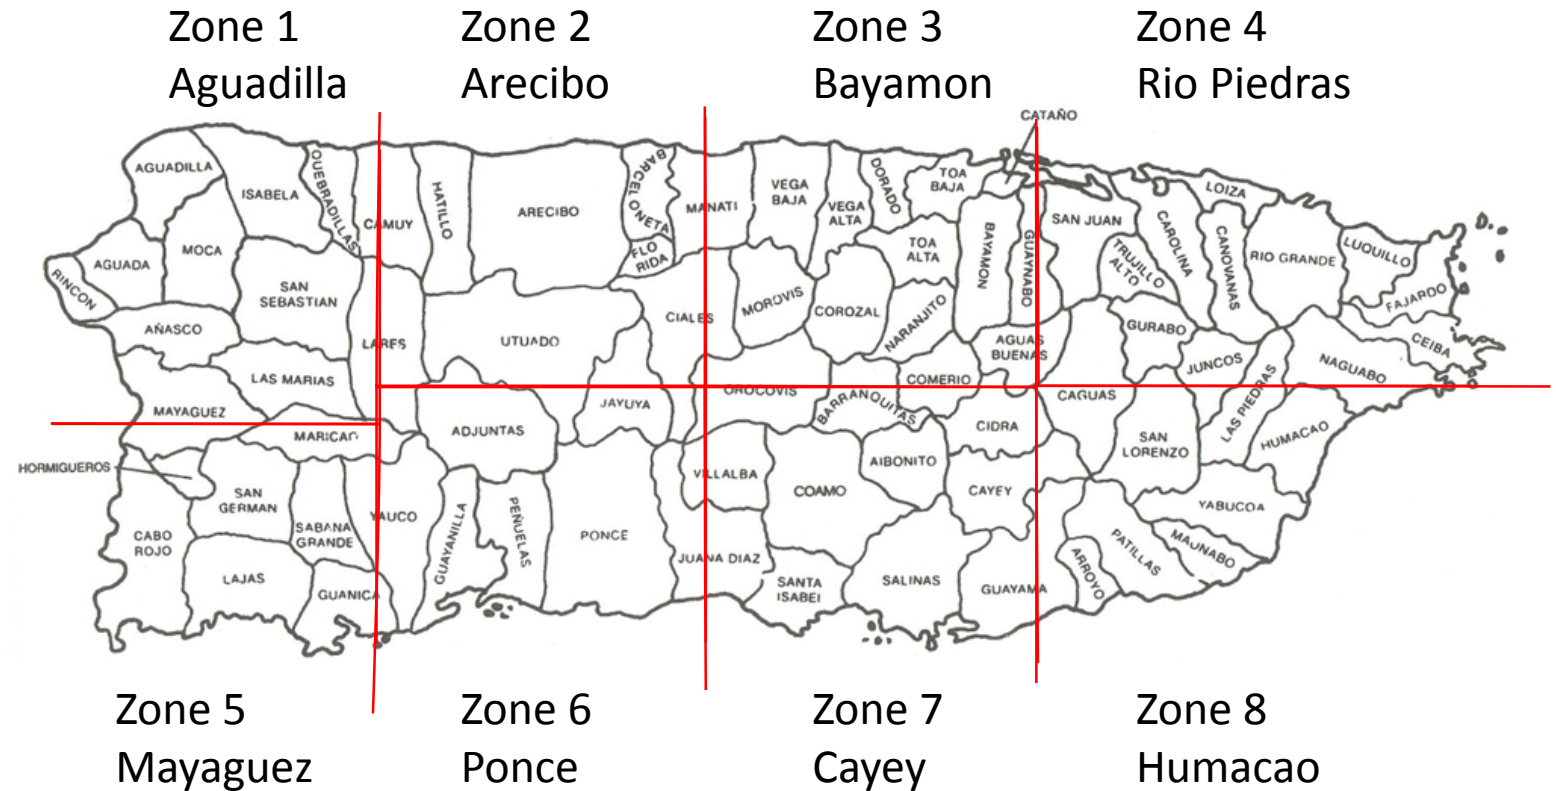 Zone 1
Aguadilla
Zone 2
Arecibo
Zone 3
Bayamon
Zone 4
Rio Piedras
CATAÑO
AGUADILLA
ISABELA
QUEBRADILLAS
CAMUY
HATILLO
ARECIBO
BARCELONETA
FLO
RIDA
MANATI
VEGA
BAJA
VEGA
ALTA
DORADO
TOA
BAJA
TOA
ALTA
BAYAMON
GUAYNABO
SAN JUAN
TRUJILLO
ALTO
CAROLINA
LOIZA
CANOVANAS
RIO GRANDE
LUQUILLO
FAJARDO
CEIBA
RINCON
AGUADA
MOCA
SAN
SEBASTIAN
AÑASCO
LARES
UTUADO
CIALES
MOROVIS
COROZAL
NARANJITO
AGUAS
BUENAS
GURABO
JUNCOS
LAS PIEDRAS
NAGUABO
LAS MARIAS
MAYAGUEZ
MARICAO
ADJUNTAS
JAYUYA
OROCOVIS
BARRANQUITAS
COMERIO
CIDRA
CAGUAS
SAN
LORENZO
HUMACAO
HORMIGUEROS
SAN
GERMAN
SABANA
GRANDE
YAUCO
GUAYANILLA
PEÑUELAS
PONCE
VILLALBA
COAMO
AIBONITO
CAYEY
YABUCOA
MAUNABO
PATILLAS
ARROYO
CABO
ROJO
LAJAS
GUANICA
JUANA DIAZ
SANTA
ISABEI
SALINAS
GUAYAMA
Zone 5
Mayaguez
Zone 6
Ponce
Zone 7
Cayey
Zone 8
Humacao